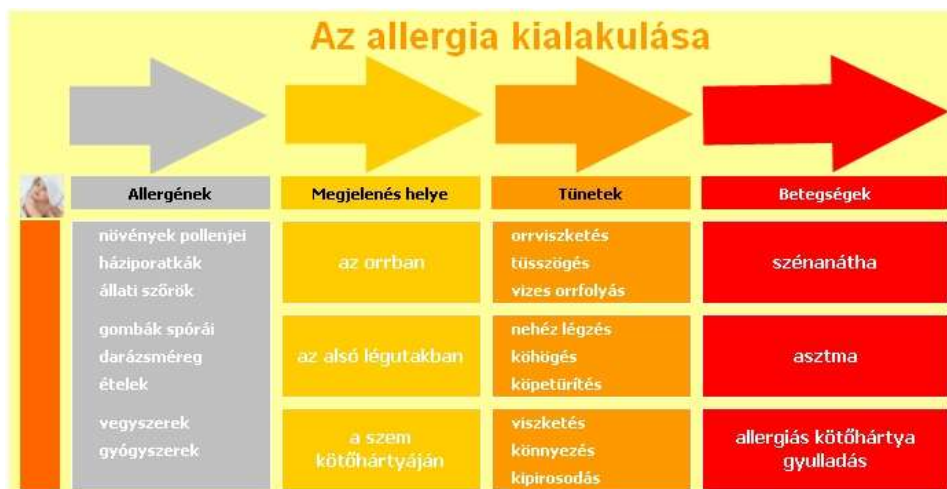 Az allergia kialakulása
Allergének
Megjelenés helye
Tünetek
Betegségek
növények pollenjei
háziporatkák
állati szőrök
az orrban
orrviszketés
tüsszögés
vizes orrfolyás
szénanátha
gombák spórái
darázsméreg
ételek
az alsó légutakban
nehéz légzés
köhögés
köpetürítés
asztma
vegyszerek
gyógyszerek
a szem
kötőhártyáján
viszketés
könnyezés
kipirosodás
allergiás kötőhártya
gyulladás